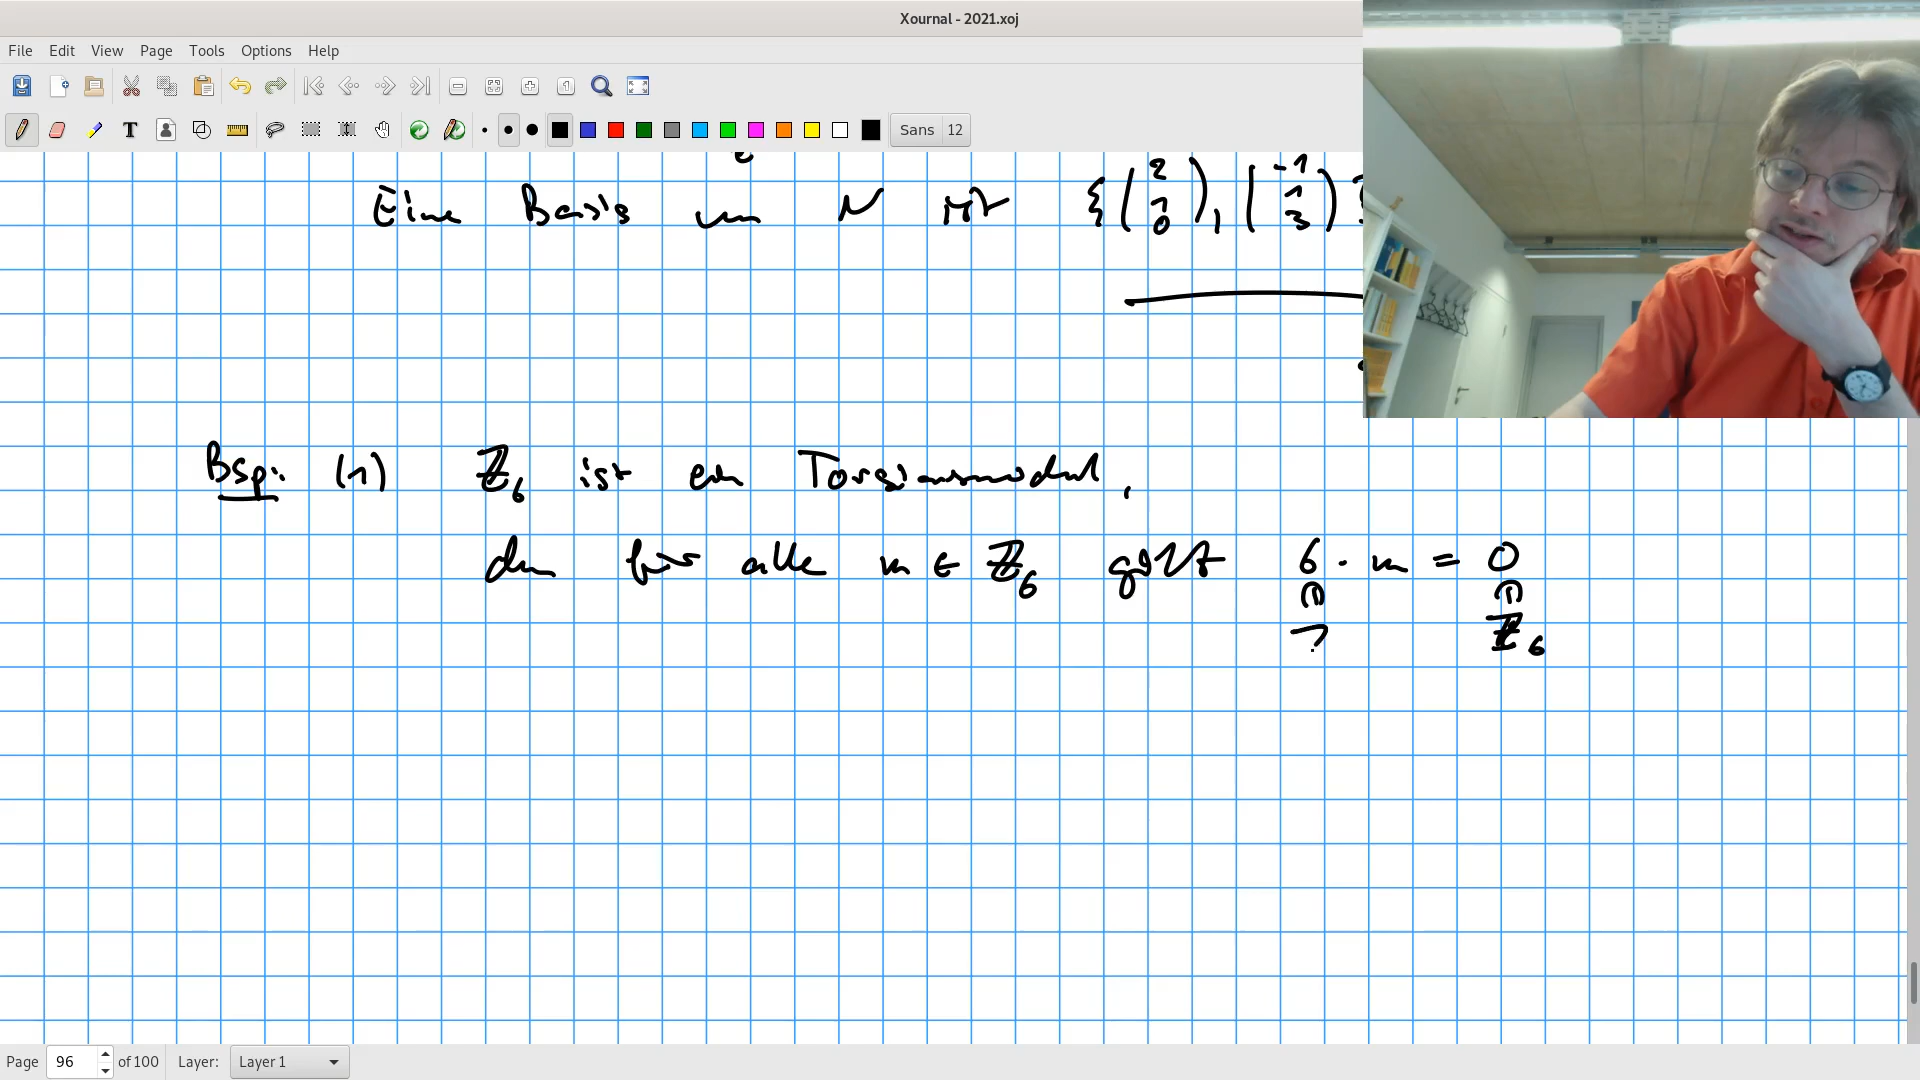 Xournal - 2021.xoj
File Edit View Page Tools Options Help
Sans 12
Eine Basis von N ist {(2 1 0), (-1 1 3)}
Bsp: (1) ℤ₆ ist ein Torsionsmodul,
denn für alle m ∈ ℤ₆ gilt 6 · m = 0
ℤ₆
Page 96 of 100 Layer: Layer 1